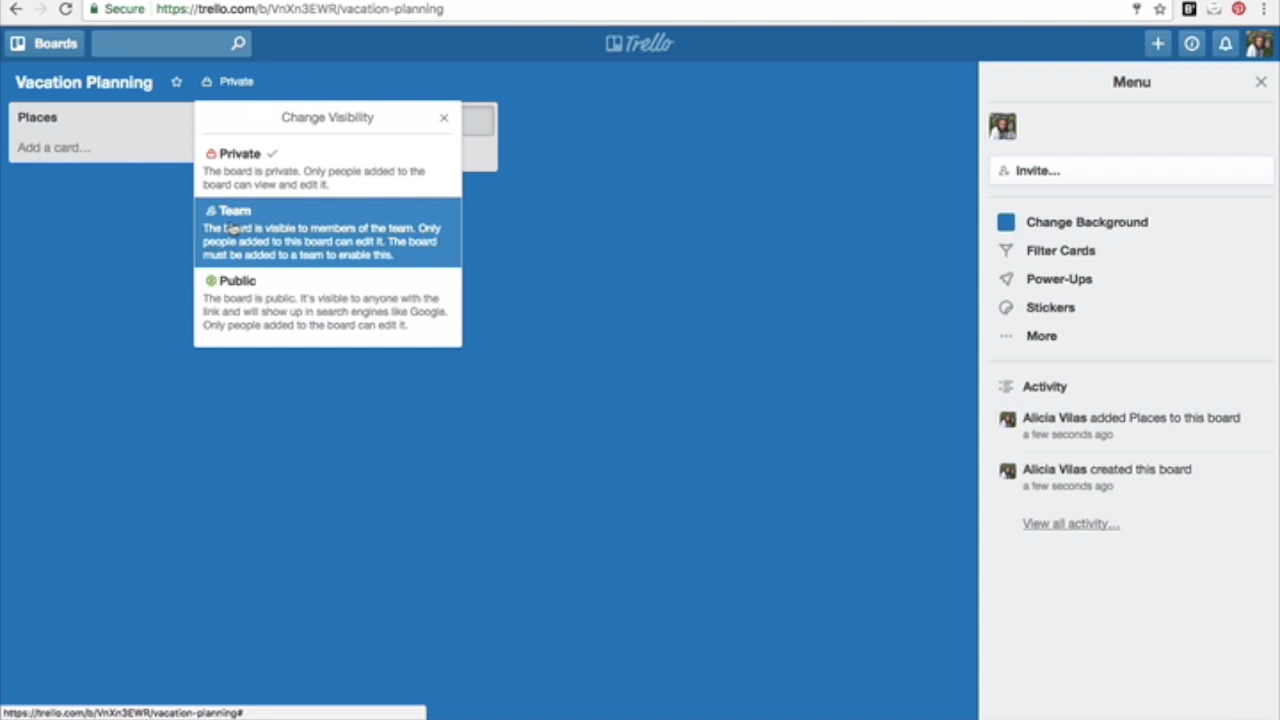 Secure https://trello.com/b/VnXn3EWR/vacation-planning
Boards
Trello
Vacation Planning
Private
Places
Add a card...
Change Visibility
Private
The board is private. Only people added to the
board can view and edit it.
Team
The board is visible to members of the team. Only
people added to this board can edit it. The board
must be added to a team to enable this.
Public
The board is public. It's visible to anyone with the
link and will show up in search engines like Google.
Only people added to the board can edit it.
Menu
Invite...
Change Background
Filter Cards
Power-Ups
Stickers
More
Activity
Alicia Vilas added Places to this board
a few seconds ago
Alicia Vilas created this board
a few seconds ago
View all activity...
https://trello.com/b/VnXn3EWR/vacation-planning#